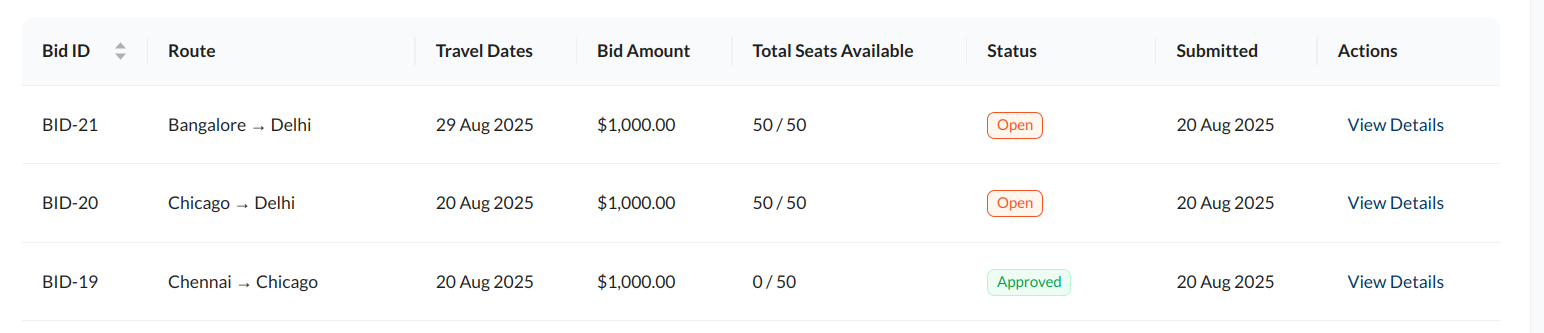 Bid ID Route Travel Dates Bid Amount Total Seats Available Status Submitted Actions
BID-21 Bangalore → Delhi 29 Aug 2025 $1,000.00 50 / 50 Open 20 Aug 2025 View Details
BID-20 Chicago → Delhi 20 Aug 2025 $1,000.00 50 / 50 Open 20 Aug 2025 View Details
BID-19 Chennai → Chicago 20 Aug 2025 $1,000.00 0 / 50 Approved 20 Aug 2025 View Details